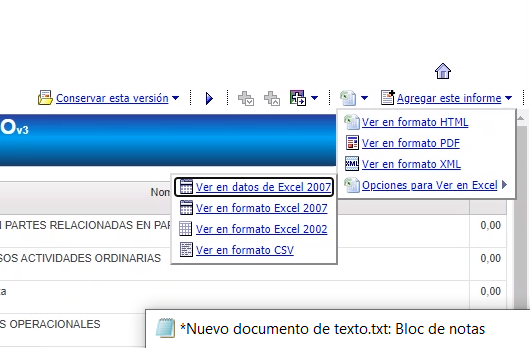 Conservar esta versión
Agregar este informe
Ov3
Ver en formato HTML
Ver en formato PDF
XML Ver en formato XML
Opciones para Ver en Excel
Ver en datos de Excel 2007
Ver en formato Excel 2007
Ver en formato Excel 2002
Ver en formato CSV
Nom
PARTES RELACIONADAS EN PAR
0,00
SOS ACTIVIDADES ORDINARIAS
0,00
ta
0,00
S OPERACIONALES
*Nuevo documento de texto.txt: Bloc de notas